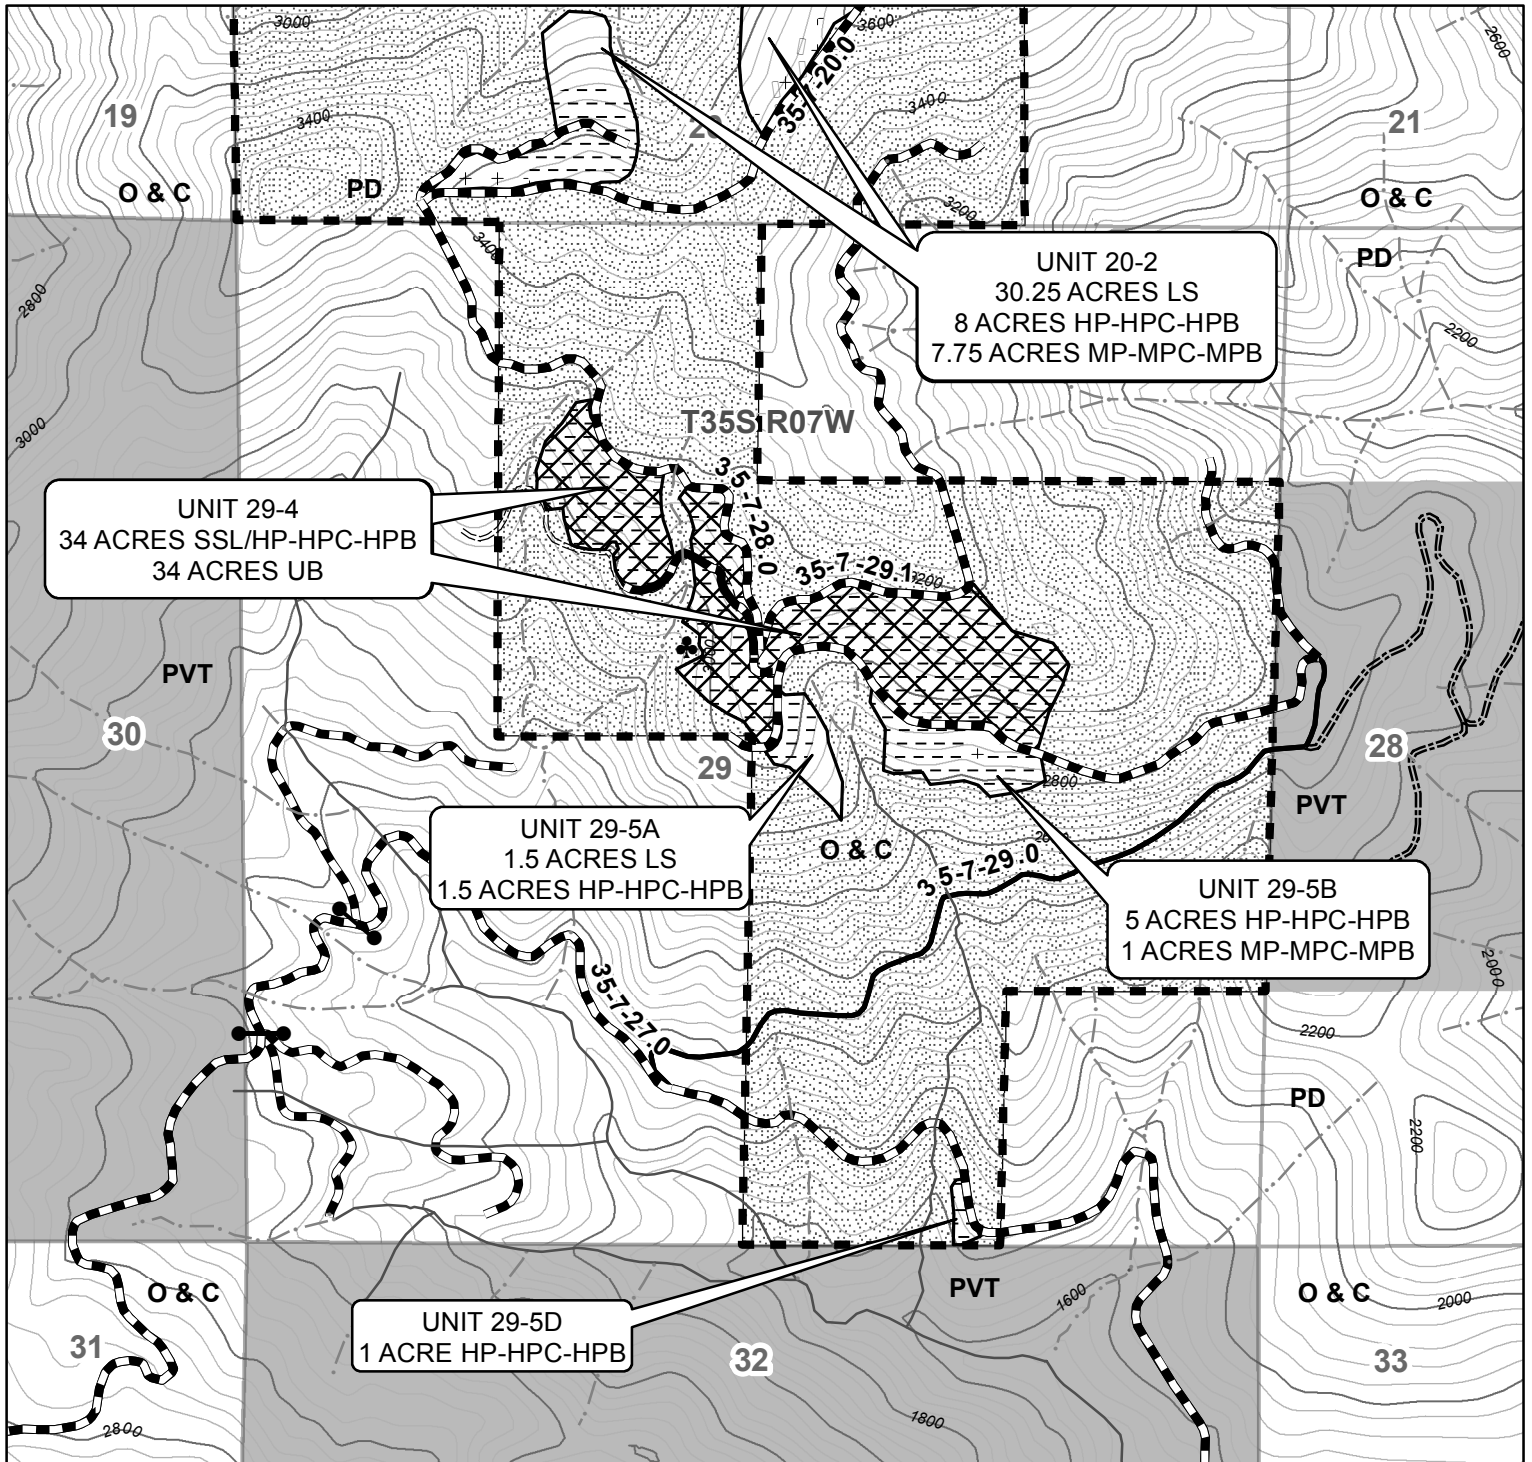 3000
3600
2600
19
3400
20
35-7-20.0
3400
21
O & C
PD
3200
O & C
3400
PD
2800
UNIT 20-2
30.25 ACRES LS
8 ACRES HP-HPC-HPB
7.75 ACRES MP-MPC-MPB
2200
3000
T35S R07W
UNIT 29-4
34 ACRES SSL/HP-HPC-HPB
34 ACRES UB
3.5-7-28.0
35-7-29.1
3200
3000
PVT
30
29
28
2800
PVT
UNIT 29-5A
1.5 ACRES LS
1.5 ACRES HP-HPC-HPB
O & C
3.5-7-29.0
UNIT 29-5B
5 ACRES HP-HPC-HPB
1 ACRES MP-MPC-MPB
2000
35-7-27.0
2200
PD
2200
O & C
PVT
1600
O & C
2000
UNIT 29-5D
1 ACRE HP-HPC-HPB
31
32
33
2800
1800